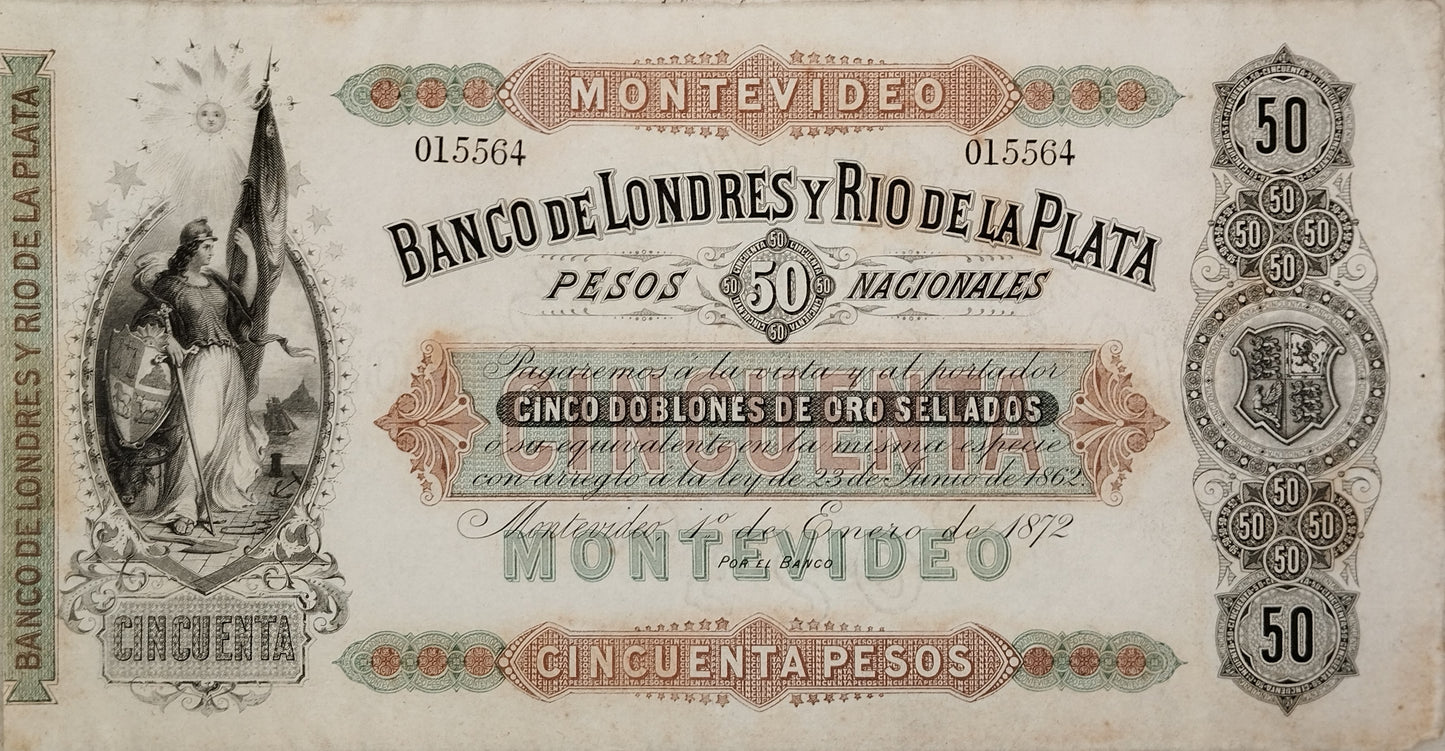 BANCO DE LONDRES Y RIO DE LA PLATA
MONTEVIDEO
015564 015564
BANCO DE LONDRES Y RIO DE LA PLATA
PESOS 50 NACIONALES
Pagaremos á la vista y al portador
CINCO DOBLONES DE ORO SELLADOS
CINCUENTA
o su equivalente en la misma especie
con arreglo á la ley de 23 de Junio de 1862
Montevideo 1º de Enero de 1872
MONTEVIDEO
POR EL BANCO
CINCUENTA
CINCUENTA PESOS
50
50
50 50
50
50
50 50
50
50